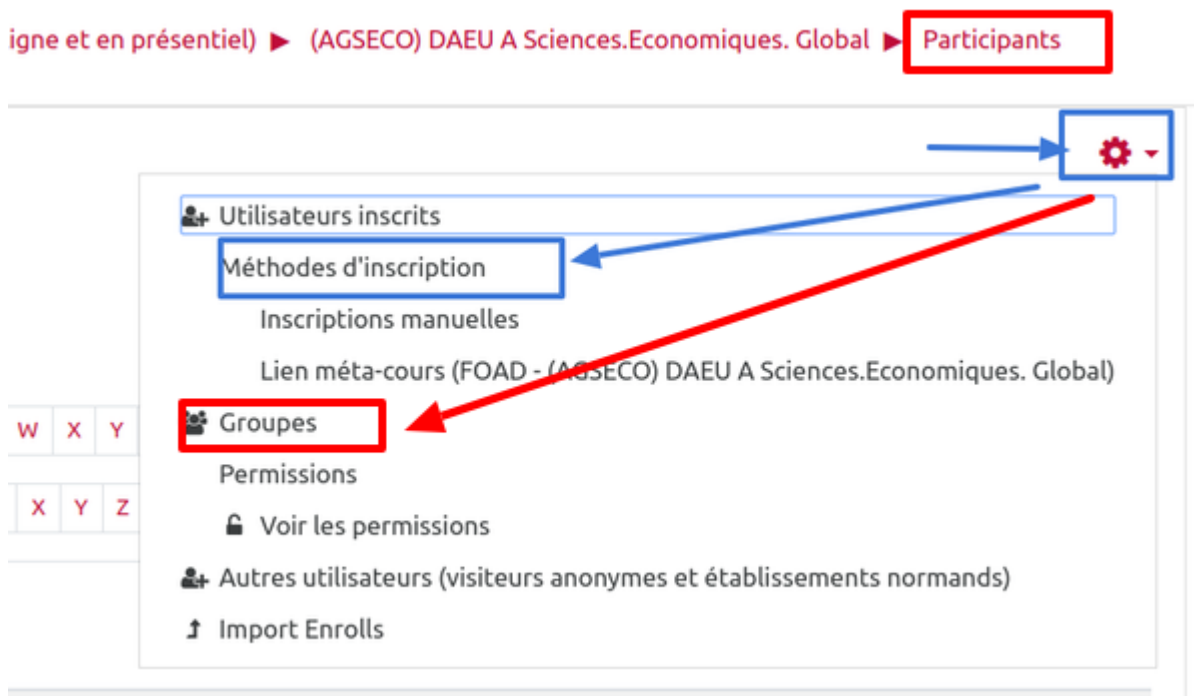 igne et en présentiel) ▶ (AGSECO) DAEU A Sciences.Economiques. Global ▶ Participants
Utilisateurs inscrits
Méthodes d'inscription
Inscriptions manuelles
Lien méta-cours (FOAD - (AGSECO) DAEU A Sciences.Economiques. Global)
W X Y
Groupes
Permissions
X Y Z
Voir les permissions
Autres utilisateurs (visiteurs anonymes et établissements normands)
Import Enrolls